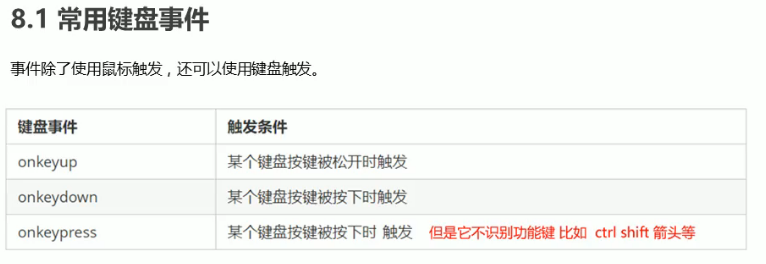 8.1 常用键盘事件
事件除了使用鼠标触发，还可以使用键盘触发。
键盘事件 触发条件
onkeyup 某个键盘按键被松开时触发
onkeydown 某个键盘按键被按下时触发
onkeypress 某个键盘按键被按下时 触发 但是它不识别功能键 比如 ctrl shift 箭头等